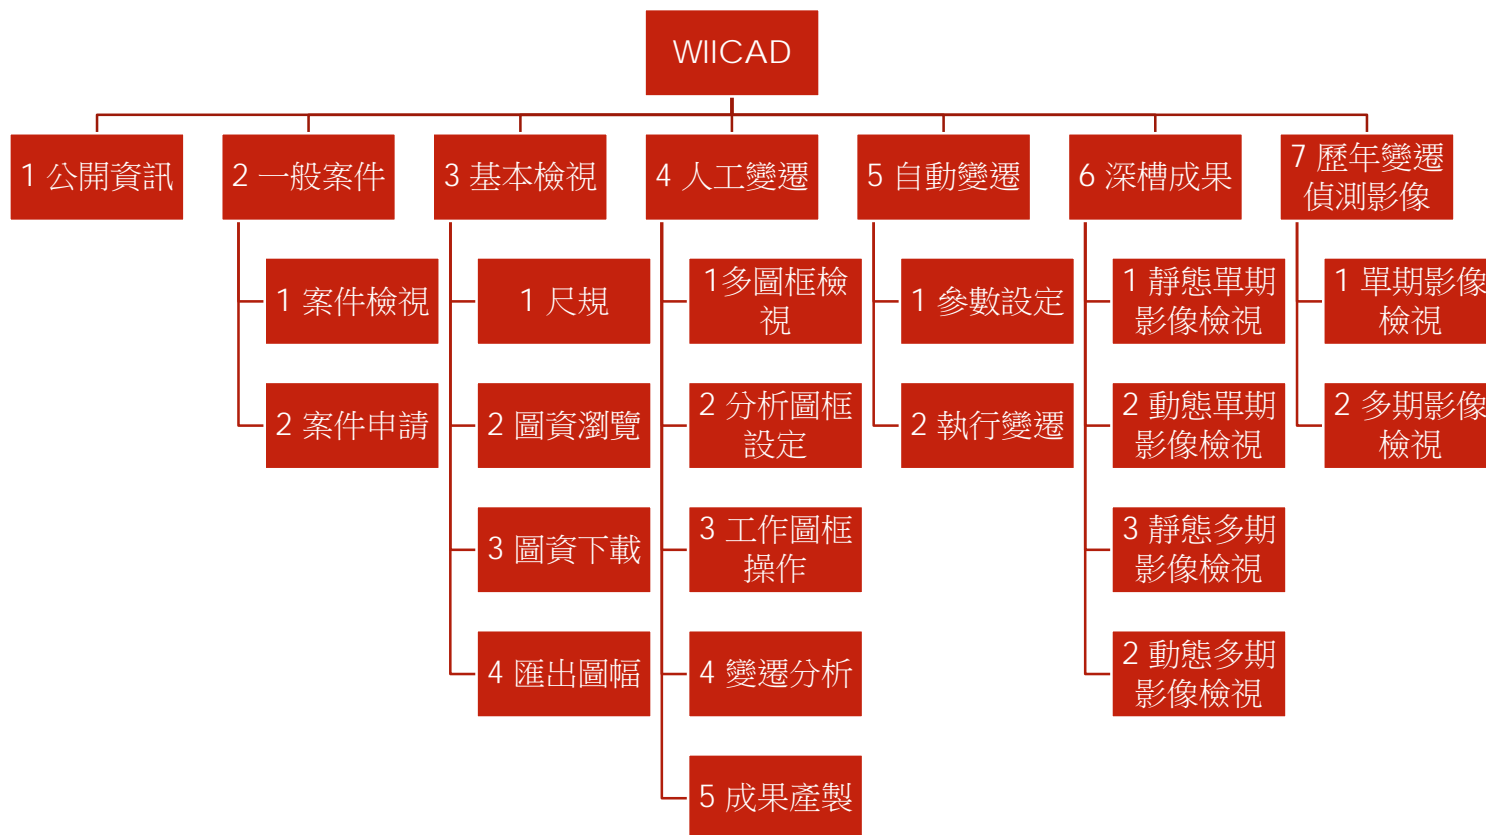 WIICAD
1 公開資訊
2 一般案件
1 案件檢視
2 案件申請
3 基本檢視
1 尺規
2 圖資瀏覽
3 圖資下載
4 匯出圖幅
4 人工變遷
1多圖框檢
視
2 分析圖框
設定
3 工作圖框
操作
4 變遷分析
5 成果產製
5 自動變遷
1 參數設定
2 執行變遷
6 深槽成果
1 靜態單期
影像檢視
2 動態單期
影像檢視
3 靜態多期
影像檢視
2 動態多期
影像檢視
7 歷年變遷
偵測影像
1 單期影像
檢視
2 多期影像
檢視